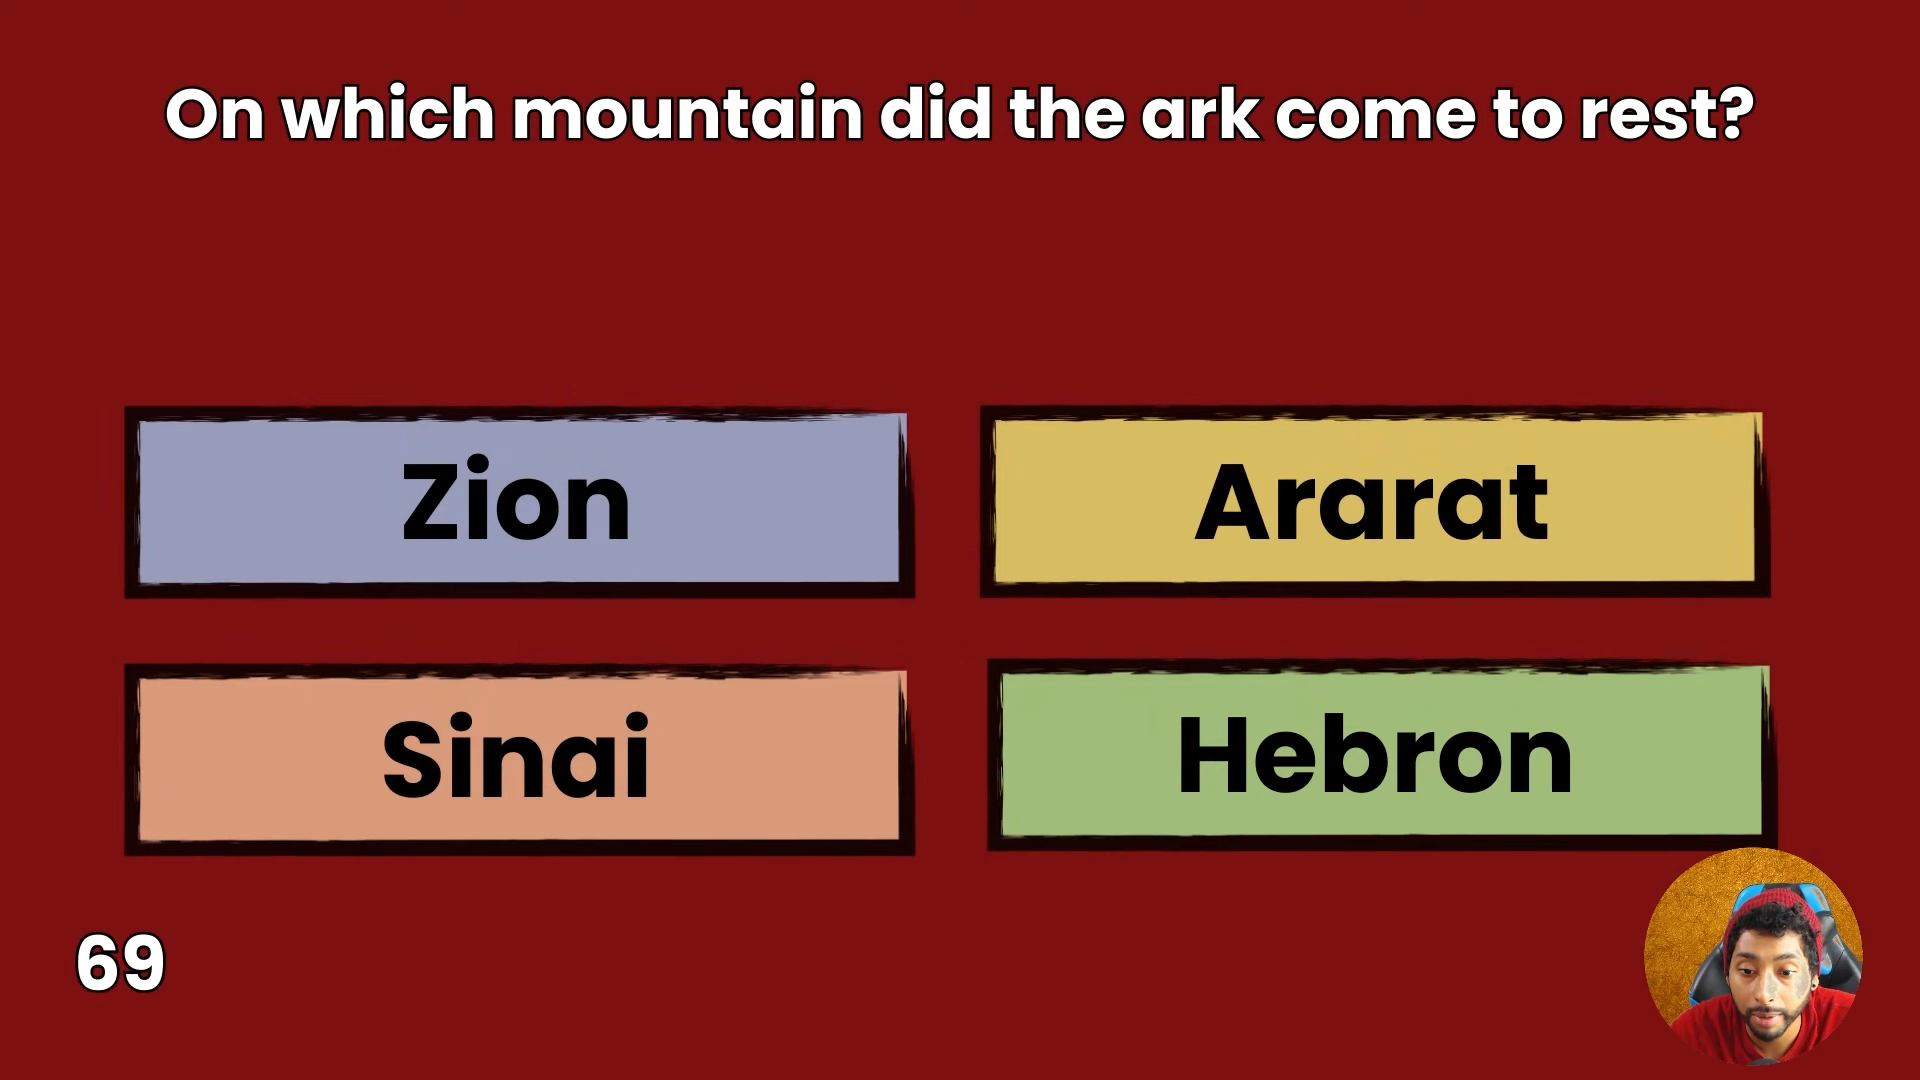 On which mountain did the ark come to rest?
Zion
Ararat
Sinai
Hebron
69